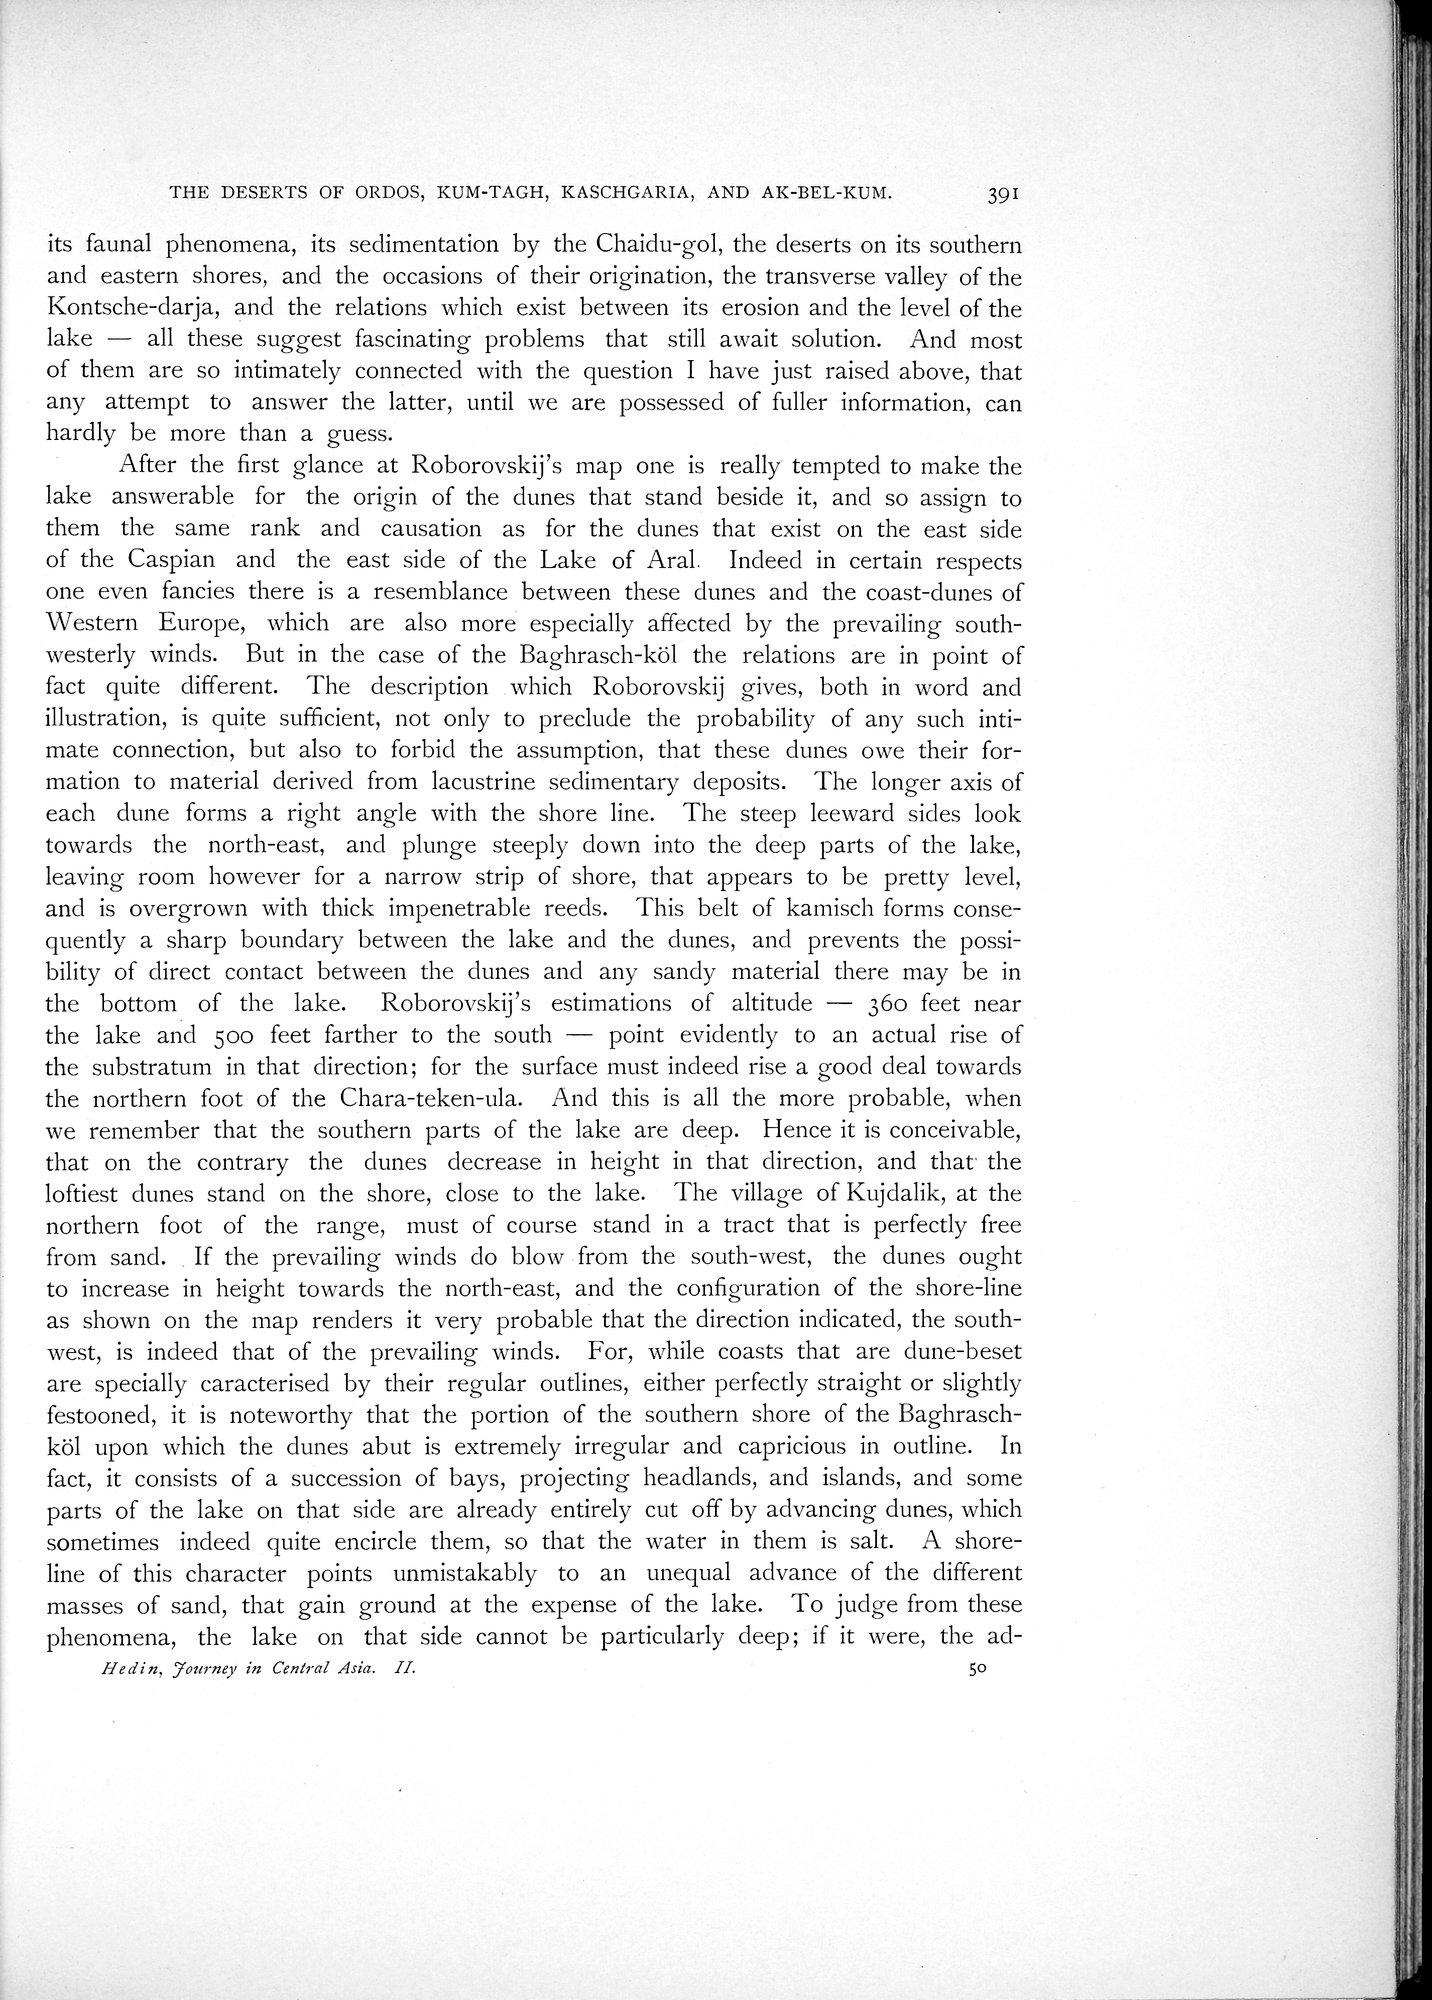 THE DESERTS OF ORDOS, KUM-TAGH, KASCHGARIA, AND AK-BEL-KUM. 391
its faunal phenomena, its sedimentation by the Chaidu-gol, the deserts on its southern
and eastern shores, and the occasions of their origination, the transverse valley of the
Kontsche-darja, and the relations which exist between its erosion and the level of the
lake — all these suggest fascinating problems that still await solution. And most
of them are so intimately connected with the question I have just raised above, that
any attempt to answer the latter, until we are possessed of fuller information, can
hardly be more than a guess.
After the first glance at Roborovskij's map one is really tempted to make the
lake answerable for the origin of the dunes that stand beside it, and so assign to
them the same rank and causation as for the dunes that exist on the east side
of the Caspian and the east side of the Lake of Aral. Indeed in certain respects
one even fancies there is a resemblance between these dunes and the coast-dunes of
Western Europe, which are also more especially affected by the prevailing south-
westerly winds. But in the case of the Baghrasch-köl the relations are in point of
fact quite different. The description which Roborovskij gives, both in word and
illustration, is quite sufficient, not only to preclude the probability of any such inti-
mate connection, but also to forbid the assumption, that these dunes owe their for-
mation to material derived from lacustrine sedimentary deposits. The longer axis of
each dune forms a right angle with the shore line. The steep leeward sides look
towards the north-east, and plunge steeply down into the deep parts of the lake,
leaving room however for a narrow strip of shore, that appears to be pretty level,
and is overgrown with thick impenetrable reeds. This belt of kamisch forms conse-
quently a sharp boundary between the lake and the dunes, and prevents the possi-
bility of direct contact between the dunes and any sandy material there may be in
the bottom of the lake. Roborovskij's estimations of altitude — 360 feet near
the lake and 500 feet farther to the south — point evidently to an actual rise of
the substratum in that direction; for the surface must indeed rise a good deal towards
the northern foot of the Chara-teken-ula. And this is all the more probable, when
we remember that the southern parts of the lake are deep. Hence it is conceivable,
that on the contrary the dunes decrease in height in that direction, and that the
loftiest dunes stand on the shore, close to the lake. The village of Kujdalik, at the
northern foot of the range, must of course stand in a tract that is perfectly free
from sand. If the prevailing winds do blow from the south-west, the dunes ought
to increase in height towards the north-east, and the configuration of the shore-line
as shown on the map renders it very probable that the direction indicated, the south-
west, is indeed that of the prevailing winds. For, while coasts that are dune-beset
are specially caracterised by their regular outlines, either perfectly straight or slightly
festooned, it is noteworthy that the portion of the southern shore of the Baghrasch-
köl upon which the dunes abut is extremely irregular and capricious in outline. In
fact, it consists of a succession of bays, projecting headlands, and islands, and some
parts of the lake on that side are already entirely cut off by advancing dunes, which
sometimes indeed quite encircle them, so that the water in them is salt. A shore-
line of this character points unmistakably to an unequal advance of the different
masses of sand, that gain ground at the expense of the lake. To judge from these
phenomena, the lake on that side cannot be particularly deep; if it were, the ad-
Hedin, Journey in Central Asia. II. 50